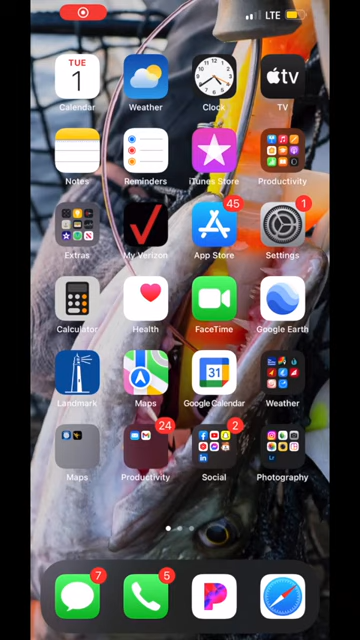 LTE
TUE
1
tv
Calendar Weather Clock TV
Notes Reminders iTunes Store Productivity
45 1
Extras My Verizon App Store Settings
Calculator Health FaceTime Google Earth
31
Landmark Maps Google Calendar Weather
24 2
Maps Productivity Social Photography
7 5